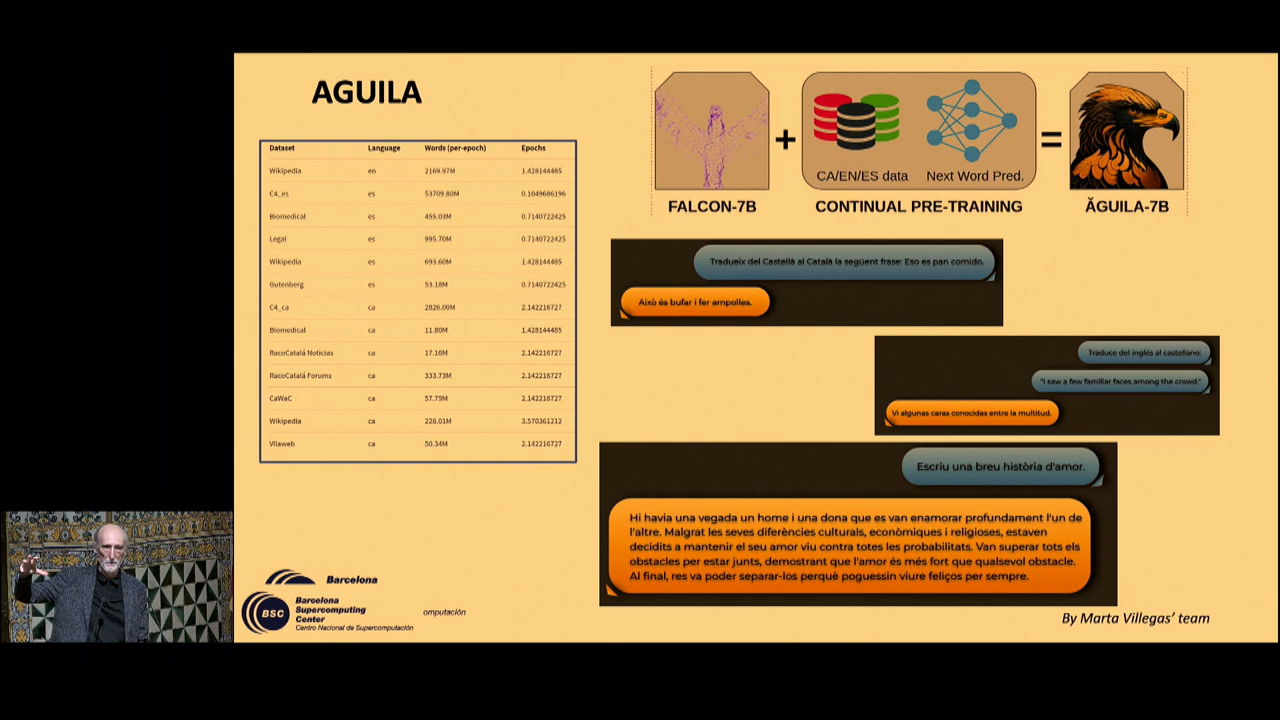 AGUILA
Dataset Language Words (per-epoch) Epochs
Wikipedia en 2169.97M 1.428144485
C4_es es 53709.80M 0.1049686196
Biomedical es 455.03M 0.7140722425
Legal es 995.70M 0.7140722425
Wikipedia es 693.60M 1.428144485
Gutenberg es 53.18M 0.7140722425
C4_ca ca 2826.00M 2.142216727
Biomedical ca 11.80M 1.428144485
RacoCatalá Noticias ca 17.16M 2.142216727
RacoCatalá Forums ca 333.73M 2.142216727
CaWaC ca 57.79M 2.142216727
Wikipedia ca 228.01M 3.570361212
Vilaweb ca 50.34M 2.142216727
+ =
CA/EN/ES data Next Word Pred.
FALCON-7B CONTINUAL PRE-TRAINING ĂGUILA-7B
Tradueix del Castellà al Català la següent frase: Eso es pan comido.
Això és bufar i fer ampolles.
Traduce del inglés al castellano:
"I saw a few familiar faces among the crowd."
Vi algunas caras conocidas entre la multitud.
Escriu una breu història d'amor.
Hi havia una vegada un home i una dona que es van enamorar profundament l'un de
l'altre. Malgrat les seves diferències culturals, econòmiques i religioses, estaven
decidits a mantenir el seu amor viu contra totes les probabilitats. Van superar tots els
obstacles per estar junts, demostrant que l'amor és més fort que qualsevol obstacle.
Al final, res va poder separar-los perquè poguessin viure feliços per sempre.
Barcelona
BSC
Barcelona
Supercomputing
Center
Centro Nacional de Supercomputación
omputación
By Marta Villegas' team